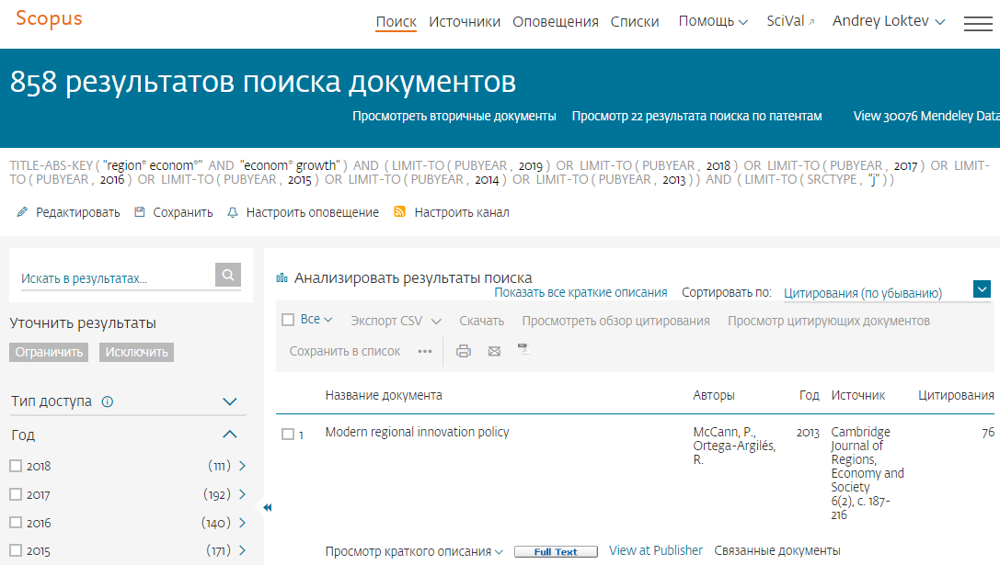 Scopus
Поиск Источники Оповещения Списки Помощь SciVal Andrey Loktev
858 результатов поиска документов
Просмотреть вторичные документы Просмотр 22 результата поиска по патентам View 30076 Mendeley Data
TITLE-ABS-KEY ( "region* econom*" AND "econom* growth" ) AND ( LIMIT-TO ( PUBYEAR , 2019 ) OR LIMIT-TO ( PUBYEAR , 2018 ) OR LIMIT-TO ( PUBYEAR , 2017 ) OR LIMIT-
TO ( PUBYEAR , 2016 ) OR LIMIT-TO ( PUBYEAR , 2015 ) OR LIMIT-TO ( PUBYEAR , 2014 ) OR LIMIT-TO ( PUBYEAR , 2013 ) ) AND ( LIMIT-TO ( SRCTYPE , "j" ) )
Редактировать Сохранить Настроить оповещение Настроить канал
Искать в результатах...
Уточнить результаты
Ограничить Исключить
Тип доступа
Год
2018 (111)
2017 (192)
2016 (140)
2015 (171)
Анализировать результаты поиска
Показать все краткие описания Сортировать по: Цитирования (по убыванию)
Все Экспорт CSV Скачать Просмотреть обзор цитирования Просмотр цитирующих документов
Сохранить в список •••
Название документа Авторы Год Источник Цитирования
1 Modern regional innovation policy McCann, P., 2013 Cambridge 76
Ortega-Argilés, Journal of
R. Regions,
Economy and
Society
6(2), с. 187-
216
Просмотр краткого описания Full Text View at Publisher Связанные документы